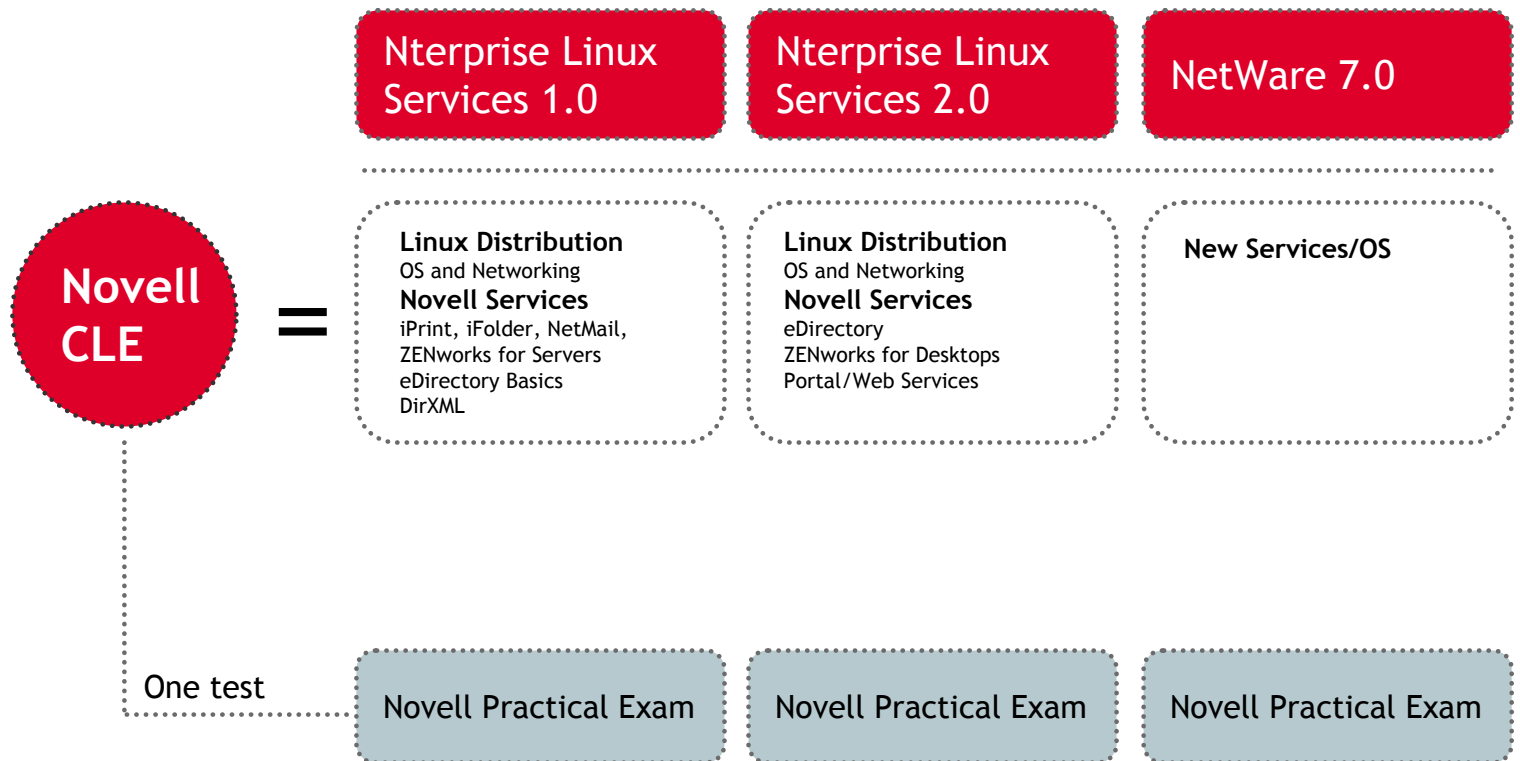 Nterprise Linux
Services 1.0
Nterprise Linux
Services 2.0
NetWare 7.0
Novell
CLE
=
Linux Distribution
OS and Networking
Novell Services
iPrint, iFolder, NetMail,
ZENworks for Servers
eDirectory Basics
DirXML
Linux Distribution
OS and Networking
Novell Services
eDirectory
ZENworks for Desktops
Portal/Web Services
New Services/OS
One test
Novell Practical Exam
Novell Practical Exam
Novell Practical Exam